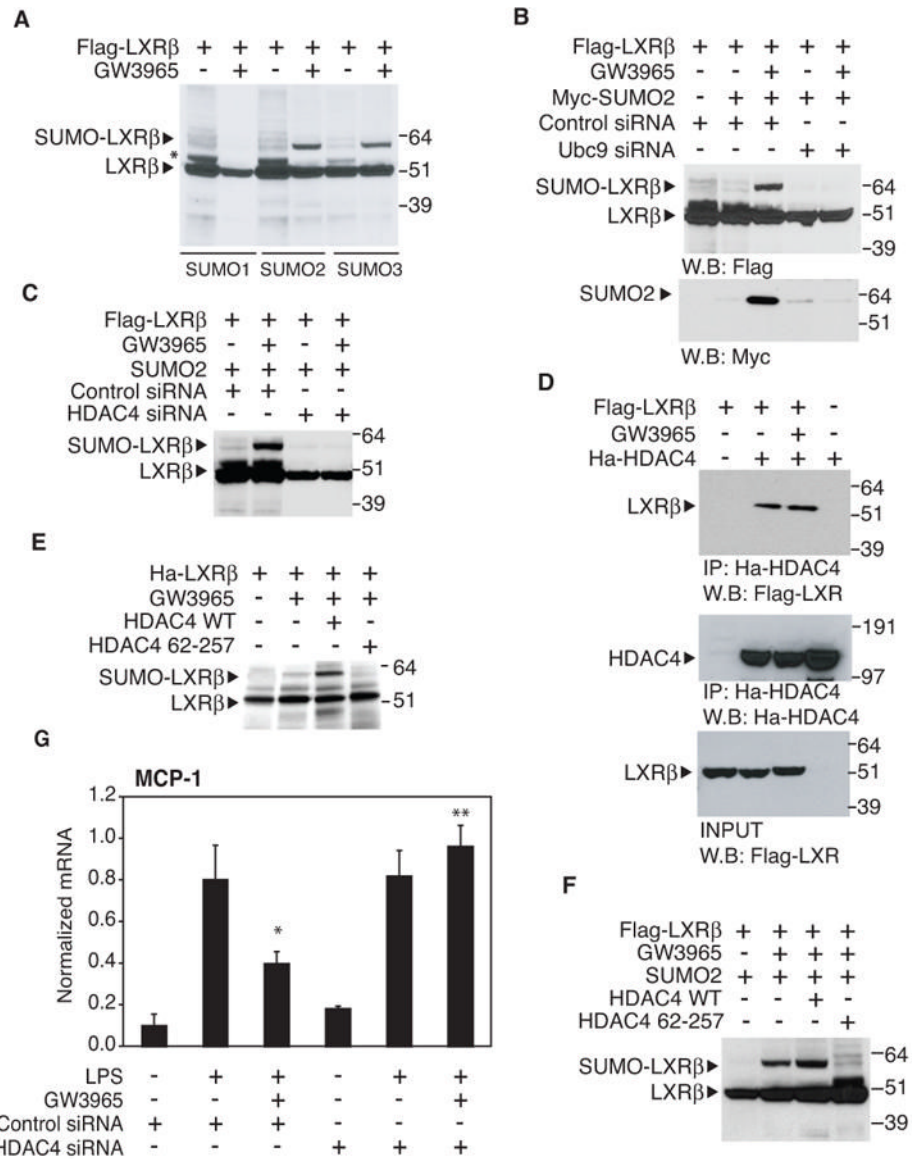 A
Flag-LXRβ + + + + + +
GW3965 - + - + - +
SUMO-LXRβ
*
LXRβ
64
51
39
SUMO1 SUMO2 SUMO3
B
Flag-LXRβ + + + + +
GW3965 - - + - +
Myc-SUMO2 - + + + +
Control siRNA + + + - -
Ubc9 siRNA - - - + +
SUMO-LXRβ
LXRβ
-64
-51
-39
W.B: Flag
SUMO2
-64
-51
W.B: Myc
C
Flag-LXRβ + + + +
GW3965 - + - +
SUMO2 + + + +
Control siRNA + + - -
HDAC4 siRNA - - + +
SUMO-LXRβ
LXRβ
-64
-51
-39
D
Flag-LXRβ + + + -
GW3965 - - + -
Ha-HDAC4 - + + +
LXRβ
64
51
39
IP: Ha-HDAC4
W.B: Flag-LXR
HDAC4
-191
-97
IP: Ha-HDAC4
W.B: Ha-HDAC4
LXRβ
-64
-51
-39
INPUT
W.B: Flag-LXR
E
Ha-LXRβ + + + +
GW3965 - + + +
HDAC4 WT - - + -
HDAC4 62-257 - - - +
SUMO-LXRβ
LXRβ
-64
-51
F
Flag-LXRβ + + + +
GW3965 - + + +
SUMO2 + + + +
HDAC4 WT - - + -
HDAC4 62-257 - - - +
SUMO-LXRβ
LXRβ
-64
-51
-39
G
MCP-1
Normalized mRNA
1.2
1.0
0.8
0.6
0.4
0.2
0.0
*
**
LPS - + + - + +
GW3965 - - + - - +
Control siRNA + + + - - -
HDAC4 siRNA - - - + + +